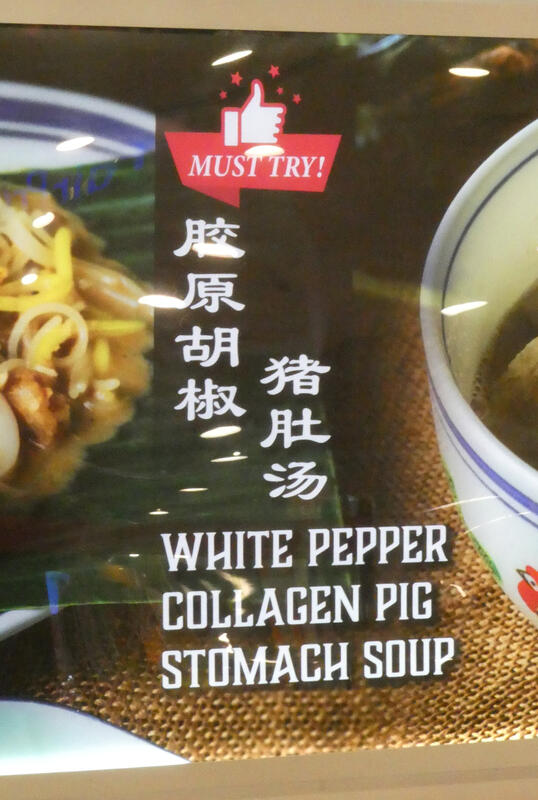 MUST TRY!
胶原胡椒
猪肚汤
WHITE PEPPER
COLLAGEN PIG
STOMACH SOUP